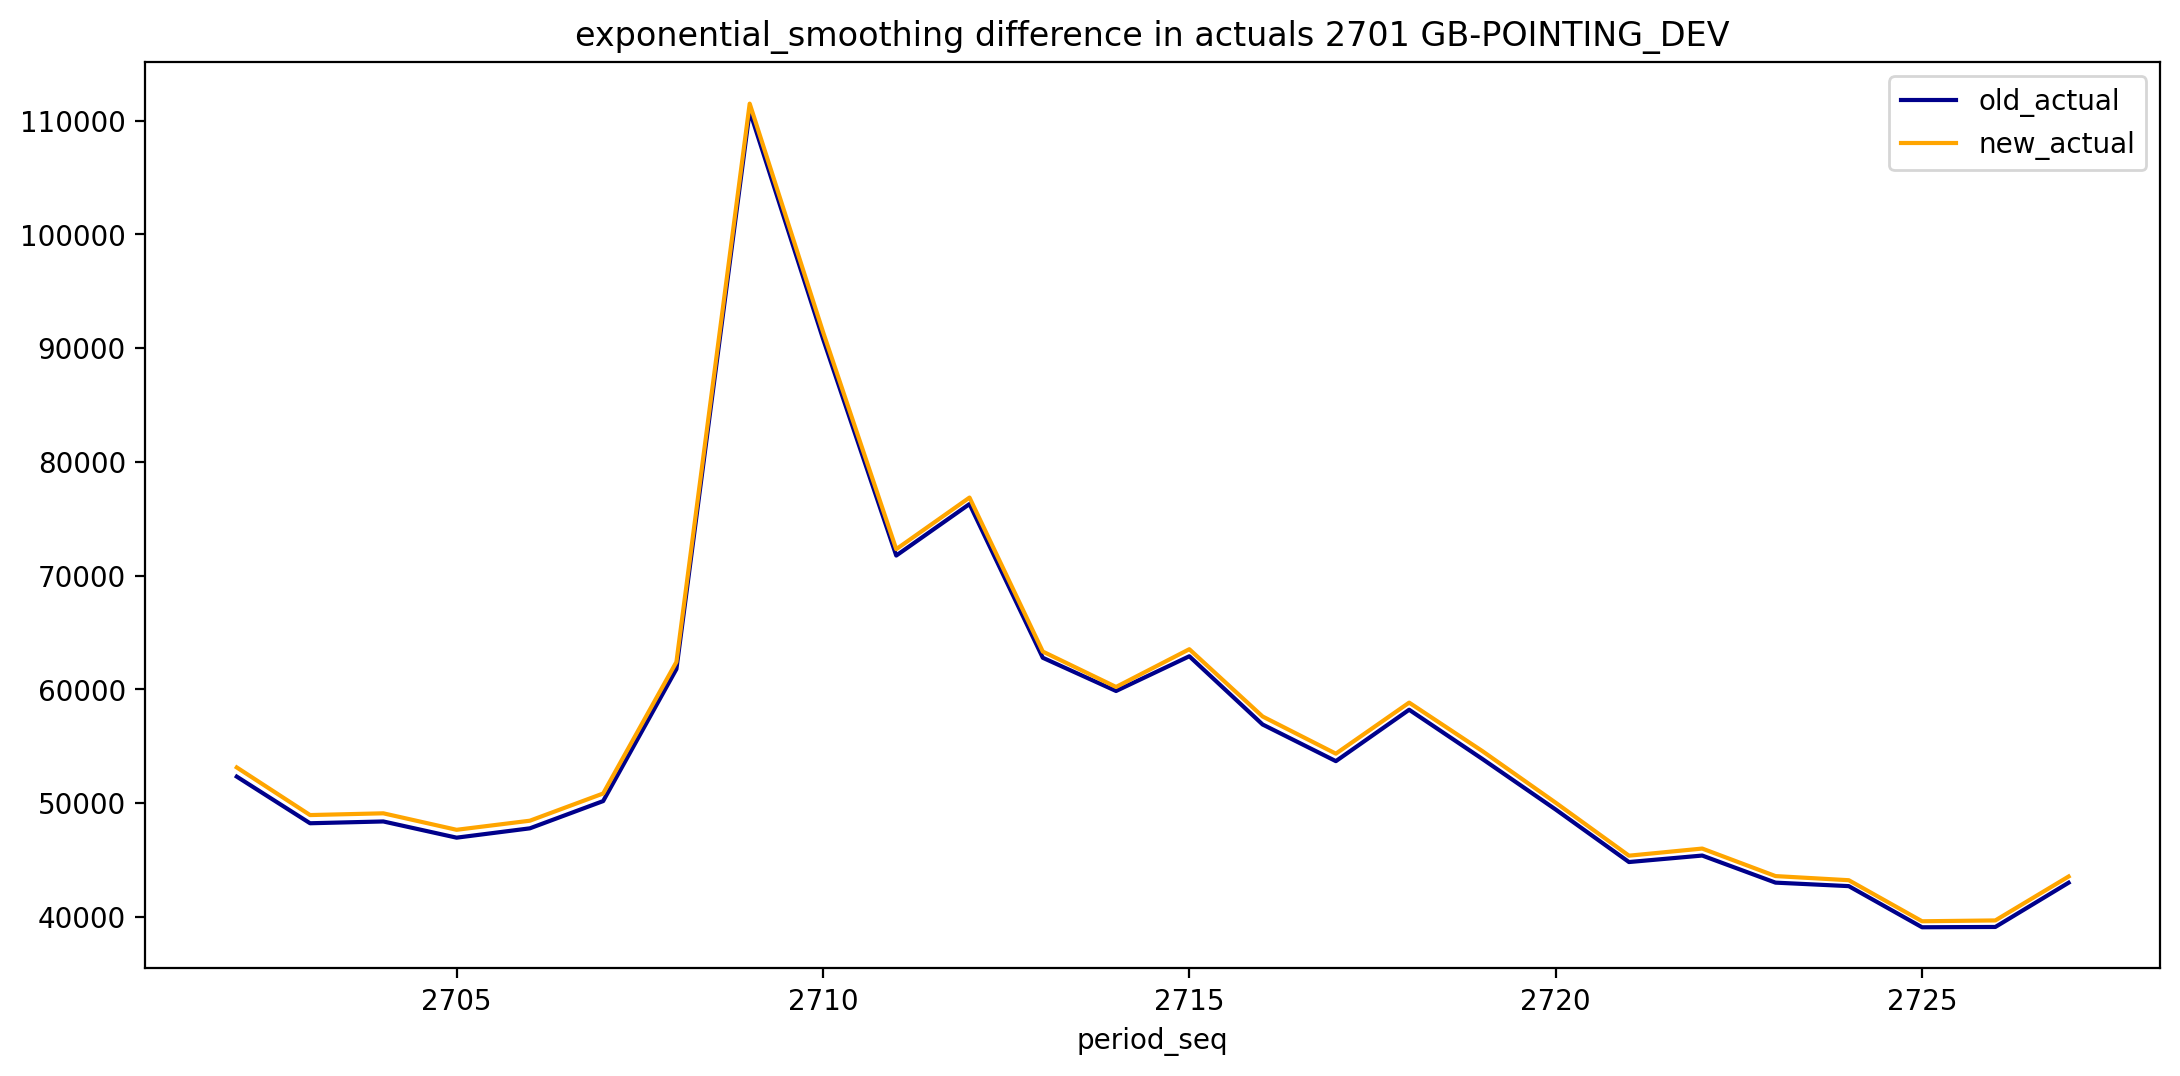 exponential_smoothing difference in actuals 2701 GB-POINTING_DEV
old_actual
new_actual
110000
100000
90000
80000
70000
60000
50000
40000
2705 2710 2715 2720 2725
period_seq